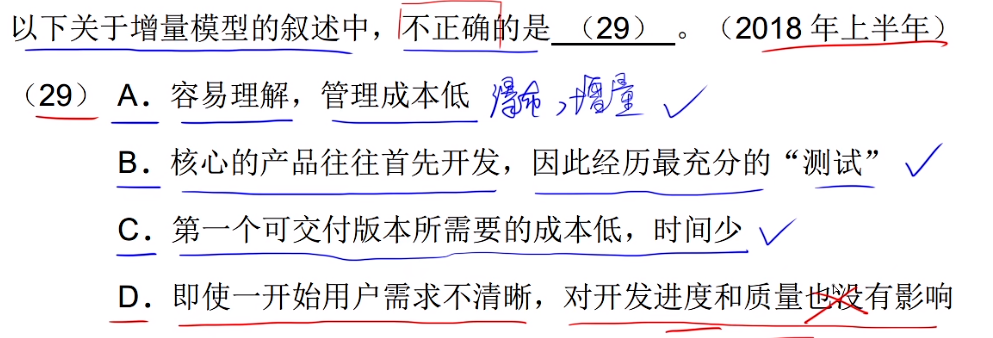 以下关于增量模型的叙述中，不正确的是 （29） 。（2018 年上半年）
（29） A．容易理解，管理成本低 瀑布，增量 ✓
B．核心的产品往往首先开发，因此经历最充分的“测试” ✓
C．第一个可交付版本所需要的成本低，时间少 ✓
D．即使一开始用户需求不清晰，对开发进度和质量也没有影响